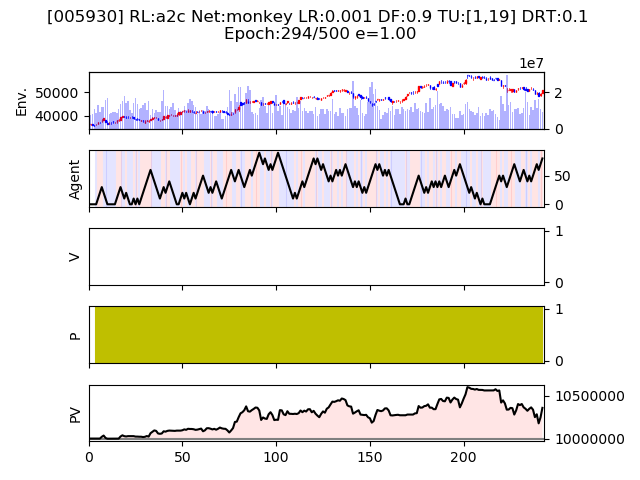 [005930] RL:a2c Net:monkey LR:0.001 DF:0.9 TU:[1,19] DRT:0.1
Epoch:294/500 e=1.00
1e7
Env.
50000
40000
2
0
Agent
50
0
V
1
0
P
1
0
PV
10500000
10000000
0 50 100 150 200